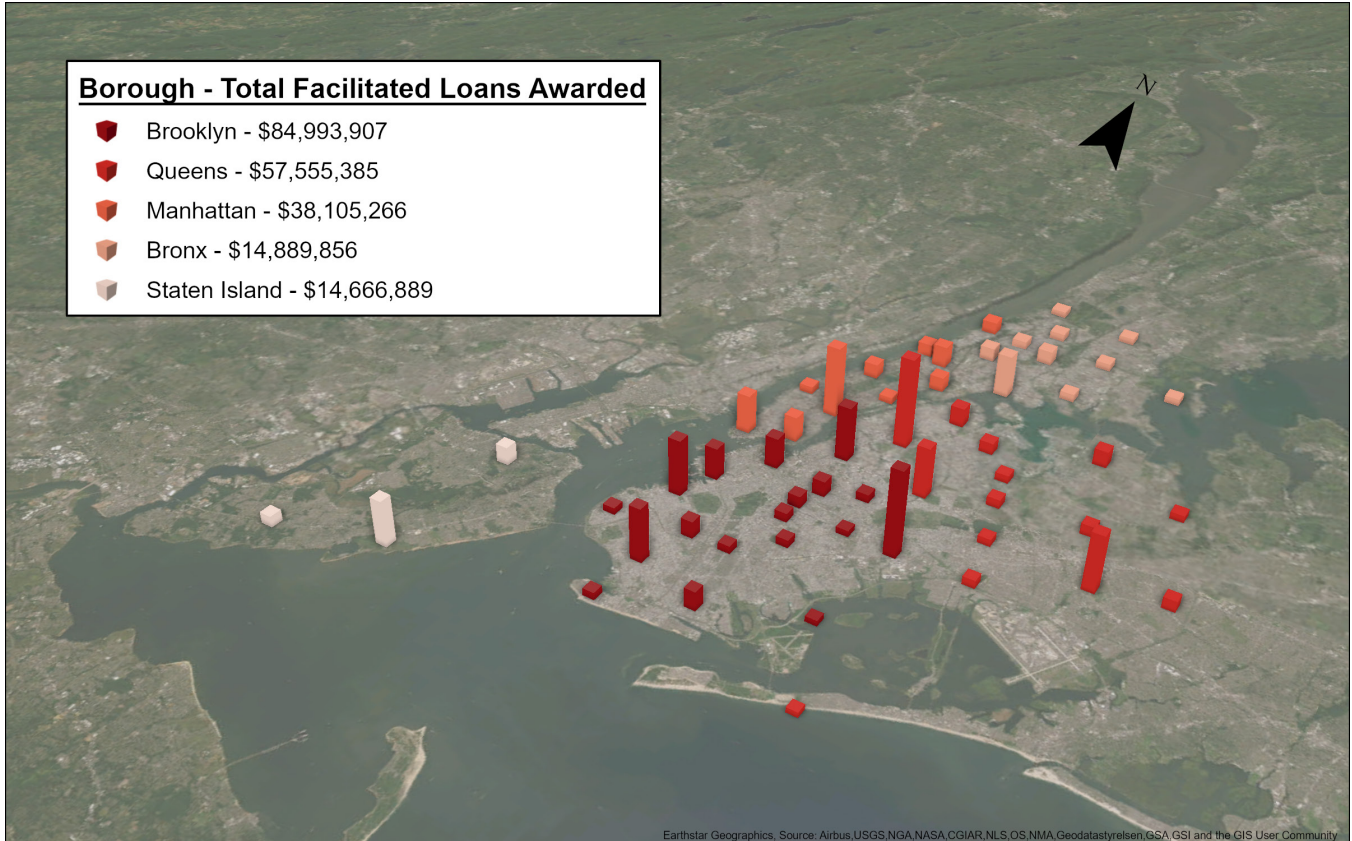 Borough - Total Facilitated Loans Awarded
Brooklyn - $84,993,907
Queens - $57,555,385
Manhattan - $38,105,266
Bronx - $14,889,856
Staten Island - $14,666,889
N
Earthstar Geographics, Source: Airbus,USGS,NGA,NASA,CGIAR,NLS,OS,NMA,Geodatastyrelsen,GSA,GSI and the GIS User Community